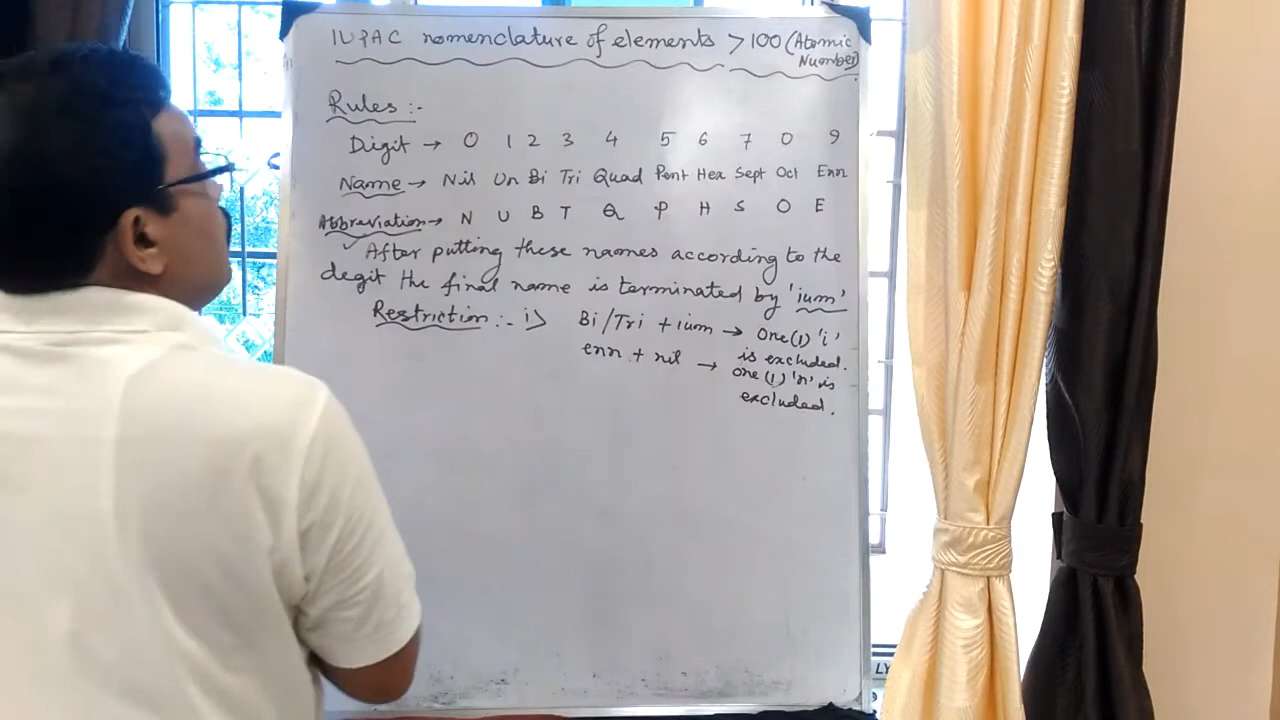 IUPAC nomenclature of elements > 100 (Atomic Number)
Rules :-
Digit → 0 1 2 3 4 5 6 7 0 9
Name → Nil Un Bi Tri Quad Pent Hex Sept Oct Enn
Abbreviation → N U B T Q P H S O E
After putting these names according to the
degit the final name is terminated by 'ium'
Restriction :- i> Bi/Tri + ium → One (1) 'i'
is excluded.
enn + nil → one (1) 'n' is
excluded.
LY